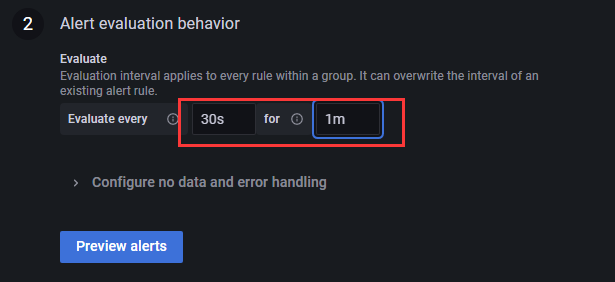 2 Alert evaluation behavior
Evaluate
Evaluation interval applies to every rule within a group. It can overwrite the interval of an
existing alert rule.
Evaluate every 30s for 1m
Configure no data and error handling
Preview alerts